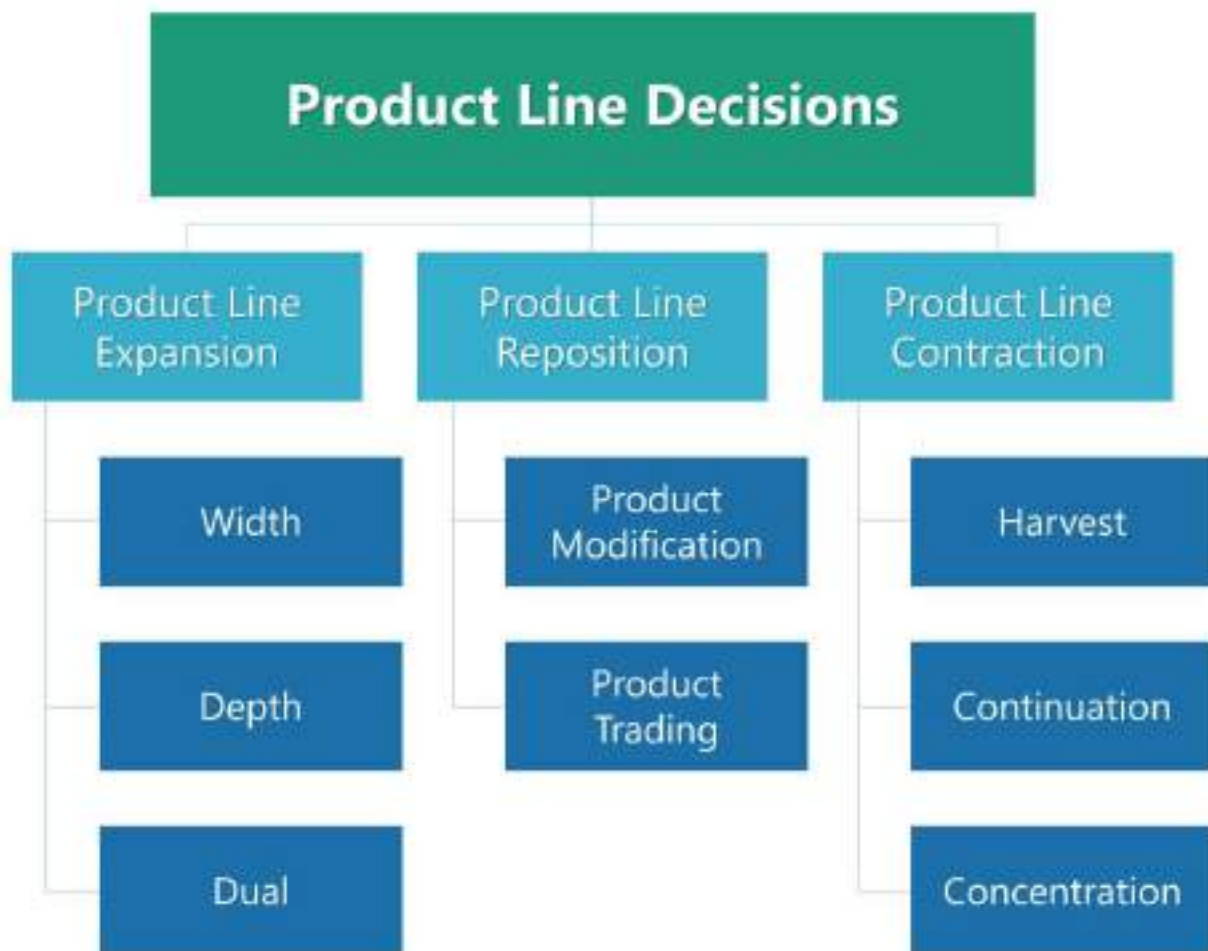 Product Line Decisions
Product Line
Expansion
Width
Depth
Dual
Product Line
Reposition
Product
Modification
Product
Trading
Product Line
Contraction
Harvest
Continuation
Concentration